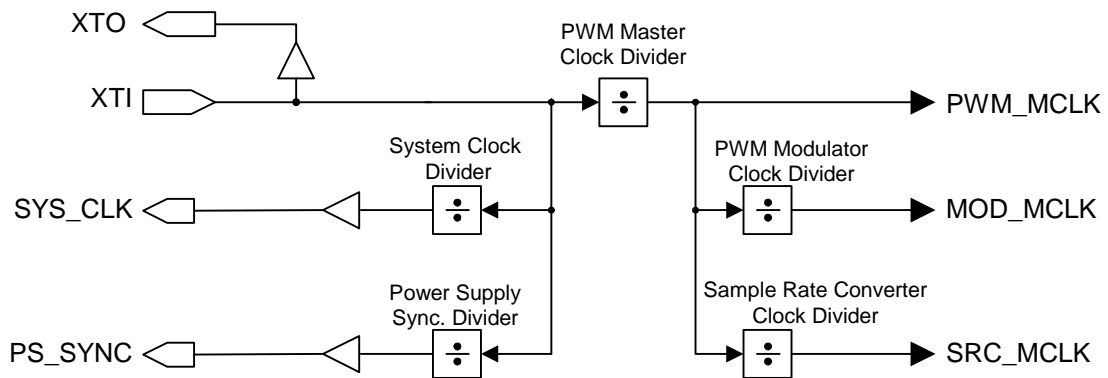 XTO
PWM Master
Clock Divider
XTI
÷
PWM_MCLK
System Clock
Divider
PWM Modulator
Clock Divider
SYS_CLK
÷
÷
MOD_MCLK
Power Supply
Sync. Divider
Sample Rate Converter
Clock Divider
PS_SYNC
÷
÷
SRC_MCLK